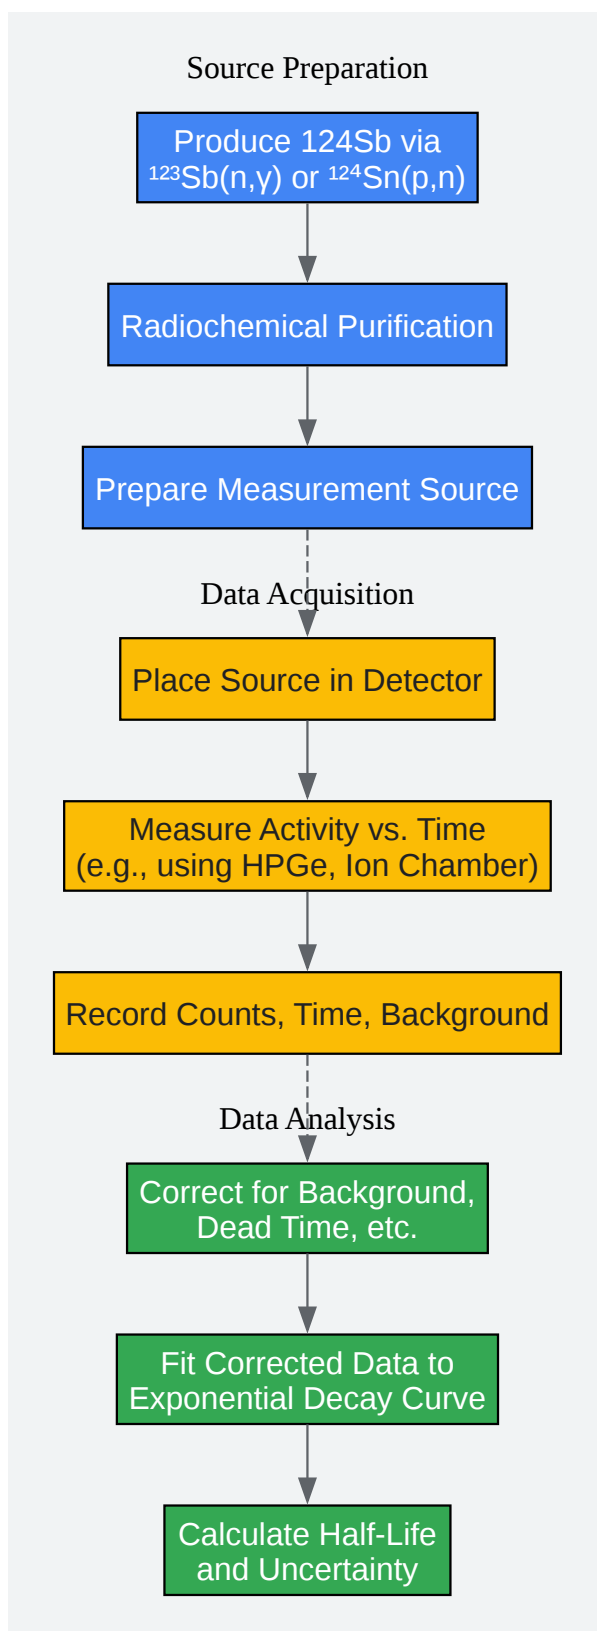 Source Preparation
Produce 124Sb via
¹²³Sb(n,γ) or ¹²⁴Sn(p,n)
Radiochemical Purification
Prepare Measurement Source
Data Acquisition
Place Source in Detector
Measure Activity vs. Time
(e.g., using HPGe, Ion Chamber)
Record Counts, Time, Background
Data Analysis
Correct for Background,
Dead Time, etc.
Fit Corrected Data to
Exponential Decay Curve
Calculate Half-Life
and Uncertainty